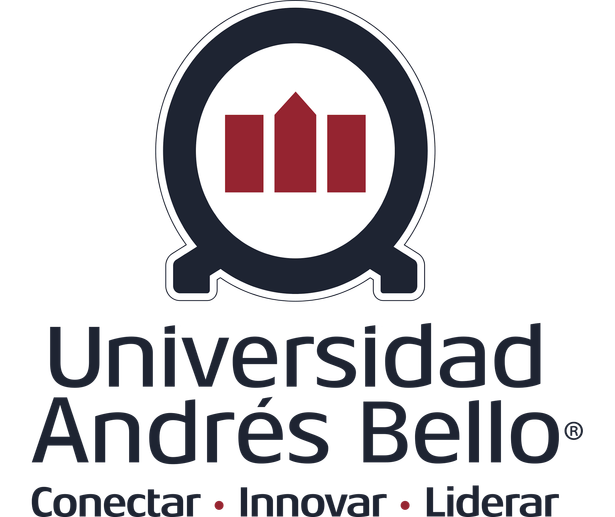 Universidad
Andrés Bello®
Conectar • Innovar • Liderar